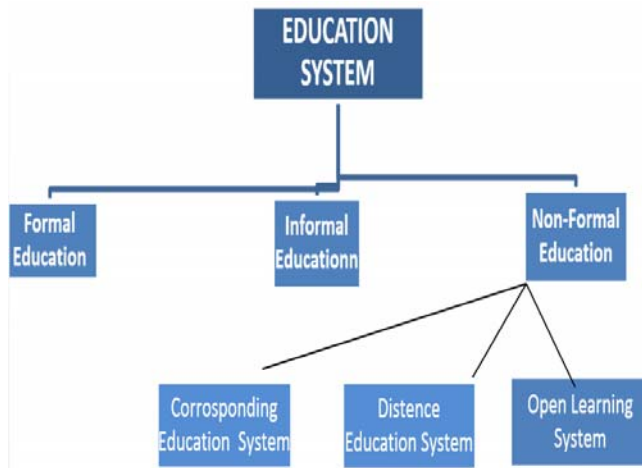 EDUCATION
SYSTEM
Formal
Education
Informal
Educationn
Non-Formal
Education
Corrosponding
Education System
Distence
Education System
Open Learning
System